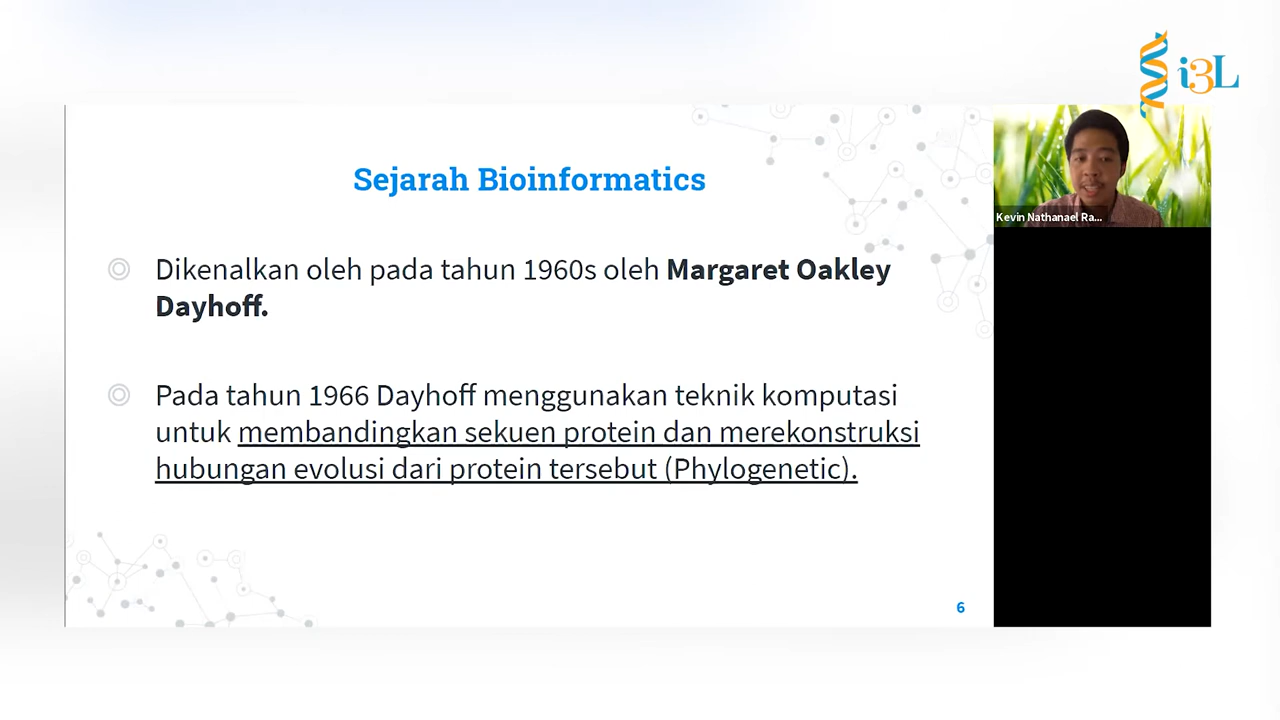 i3L
Sejarah Bioinformatics
Dikenalkan oleh pada tahun 1960s oleh Margaret Oakley
Dayhoff.
Pada tahun 1966 Dayhoff menggunakan teknik komputasi
untuk membandingkan sekuen protein dan merekonstruksi
hubungan evolusi dari protein tersebut (Phylogenetic).
6
Kevin Nathanael Ra...